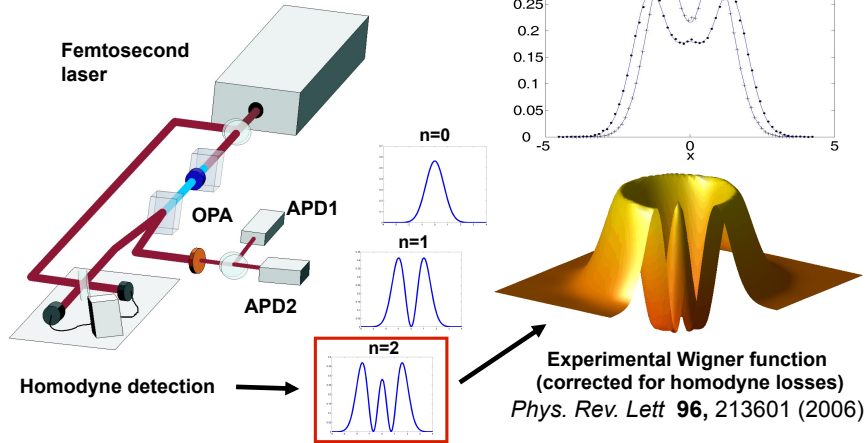 Femtosecond
laser
OPA
APD1
APD2
Homodyne detection
n=0
n=1
n=2
0.25
0.2
0.15
0.1
0.05
0
-5
0
5
x
Experimental Wigner function
(corrected for homodyne losses)
Phys. Rev. Lett 96, 213601 (2006)